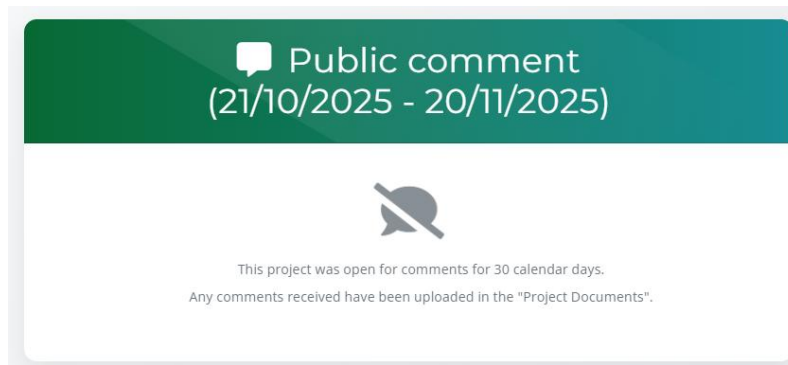 Public comment
(21/10/2025 - 20/11/2025)
This project was open for comments for 30 calendar days.
Any comments received have been uploaded in the "Project Documents".